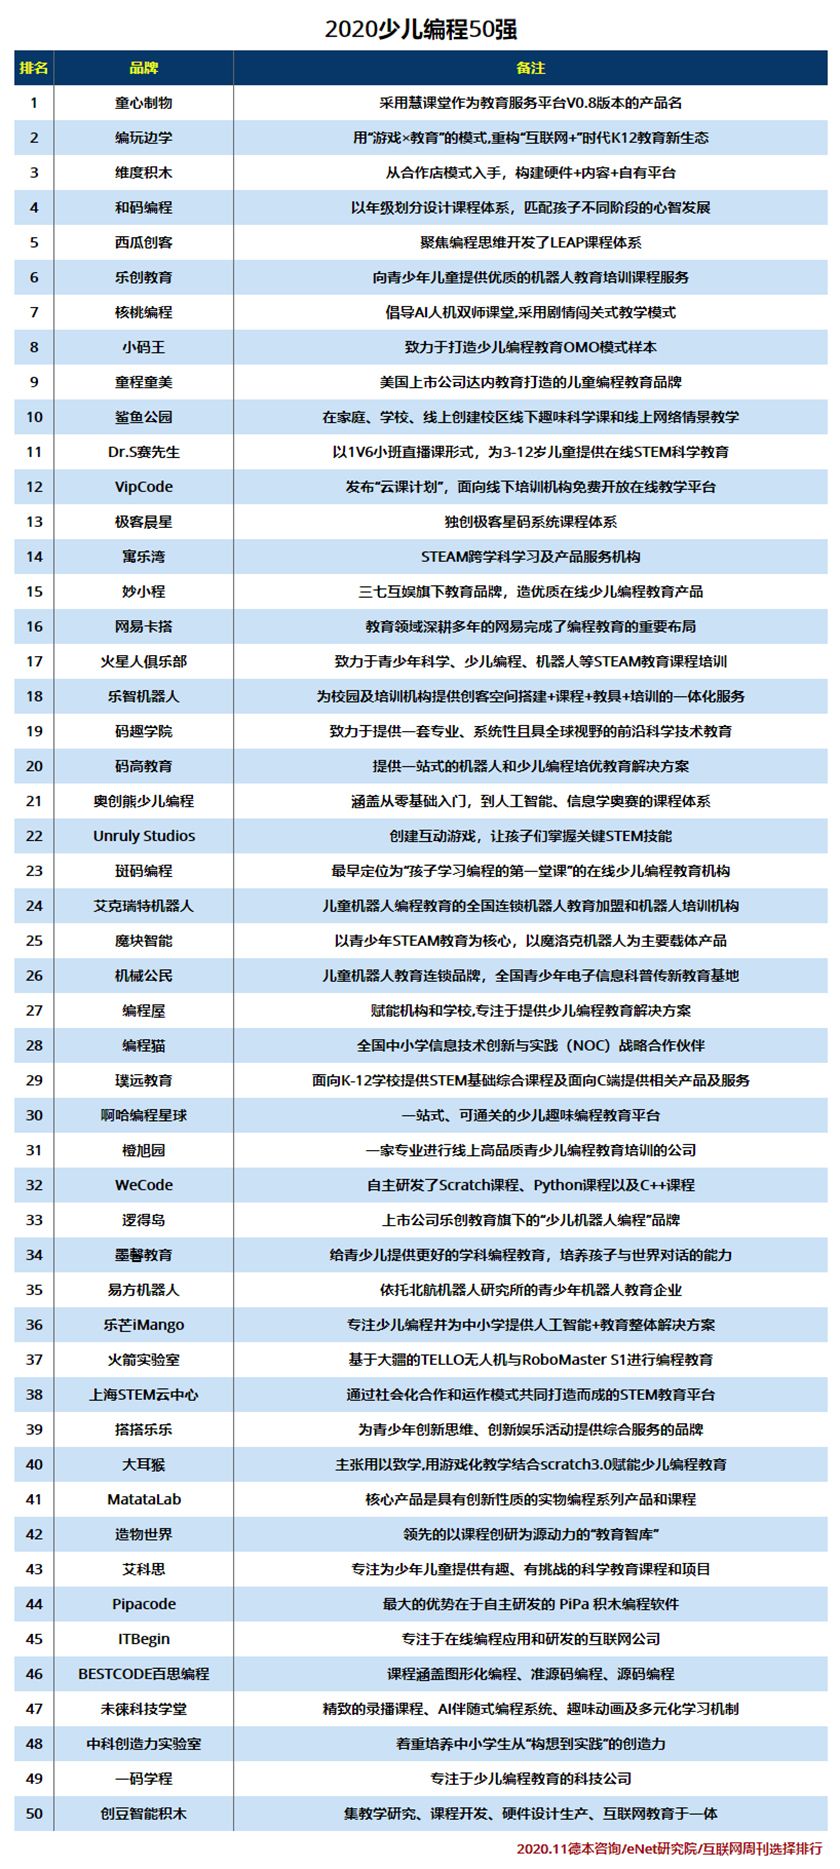 2020少儿编程50强
排名 品牌 备注
1 童心制物 采用慧课堂作为教育服务平台V0.8版本的产品名
2 编玩边学 用“游戏×教育”的模式,重构“互联网+”时代K12教育新生态
3 维度积木 从合作店模式入手，构建硬件+内容+自有平台
4 和码编程 以年级划分设计课程体系，匹配孩子不同阶段的心智发展
5 西瓜创客 聚焦编程思维开发了LEAP课程体系
6 乐创教育 向青少年儿童提供优质的机器人教育培训课程服务
7 核桃编程 倡导AI人机双师课堂,采用剧情闯关式教学模式
8 小码王 致力于打造少儿编程教育OMO模式样本
9 童程童美 美国上市公司达内教育打造的儿童编程教育品牌
10 鲨鱼公园 在家庭、学校、线上创建校区线下趣味科学课和线上网络情景教学
11 Dr.S赛先生 以1V6小班直播课形式，为3-12岁儿童提供在线STEM科学教育
12 VipCode 发布“云课计划”，面向线下培训机构免费开放在线教学平台
13 极客晨星 独创极客星码系统课程体系
14 寓乐湾 STEAM跨学科学习及产品服务机构
15 妙小程 三七互娱旗下教育品牌，造优质在线少儿编程教育产品
16 网易卡搭 教育领域深耕多年的网易完成了编程教育的重要布局
17 火星人俱乐部 致力于青少年科学、少儿编程、机器人等STEAM教育课程培训
18 乐智机器人 为校园及培训机构提供创客空间搭建+课程+教具+培训的一体化服务
19 码趣学院 致力于提供一套专业、系统性且具全球视野的前沿科学技术教育
20 码高教育 提供一站式的机器人和少儿编程培优教育解决方案
21 奥创熊少儿编程 涵盖从零基础入门，到人工智能、信息学奥赛的课程体系
22 Unruly Studios 创建互动游戏，让孩子们掌握关键STEM技能
23 斑码编程 最早定位为“孩子学习编程的第一堂课”的在线少儿编程教育机构
24 艾克瑞特机器人 儿童机器人编程教育的全国连锁机器人教育加盟和机器人培训机构
25 魔块智能 以青少年STEAM教育为核心，以魔洛克机器人为主要载体产品
26 机械公民 儿童机器人教育连锁品牌，全国青少年电子信息科普传新教育基地
27 编程屋 赋能机构和学校,专注于提供少儿编程教育解决方案
28 编程猫 全国中小学信息技术创新与实践（NOC）战略合作伙伴
29 璞远教育 面向K-12学校提供STEM基础综合课程及面向C端提供相关产品及服务
30 啊哈编程星球 一站式、可通关的少儿趣味编程教育平台
31 橙旭园 一家专业进行线上高品质青少儿编程教育培训的公司
32 WeCode 自主研发了Scratch课程、Python课程以及C++课程
33 逻得岛 上市公司乐创教育旗下的“少儿机器人编程”品牌
34 墨馨教育 给青少儿提供更好的学科编程教育，培养孩子与世界对话的能力
35 易方机器人 依托北航机器人研究所的青少年机器人教育企业
36 乐芒iMango 专注少儿编程并为中小学提供人工智能+教育整体解决方案
37 火箭实验室 基于大疆的TELLO无人机与RoboMaster S1进行编程教育
38 上海STEM云中心 通过社会化合作和运作模式共同打造而成的STEM教育平台
39 搭搭乐乐 为青少年创新思维、创新娱乐活动提供综合服务的品牌
40 大耳猴 主张用以致学,用游戏化教学结合scratch3.0赋能少儿编程教育
41 MatataLab 核心产品是具有创新性质的实物编程系列产品和课程
42 造物世界 领先的以课程创研为源动力的“教育智库”
43 艾科思 专注为少年儿童提供有趣、有挑战的科学教育课程和项目
44 Pipacode 最大的优势在于自主研发的 PiPa 积木编程软件
45 ITBegin 专注于在线编程应用和研发的互联网公司
46 BESTCODE百思编程 课程涵盖图形化编程、准源码编程、源码编程
47 未徕科技学堂 精致的录播课程、AI伴随式编程系统、趣味动画及多元化学习机制
48 中科创造力实验室 着重培养中小学生从“构想到实践”的创造力
49 一码学程 专注于少儿编程教育的科技公司
50 创豆智能积木 集教学研究、课程开发、硬件设计生产、互联网教育于一体
2020.11德本咨询/eNet研究院/互联网周刊选择排行